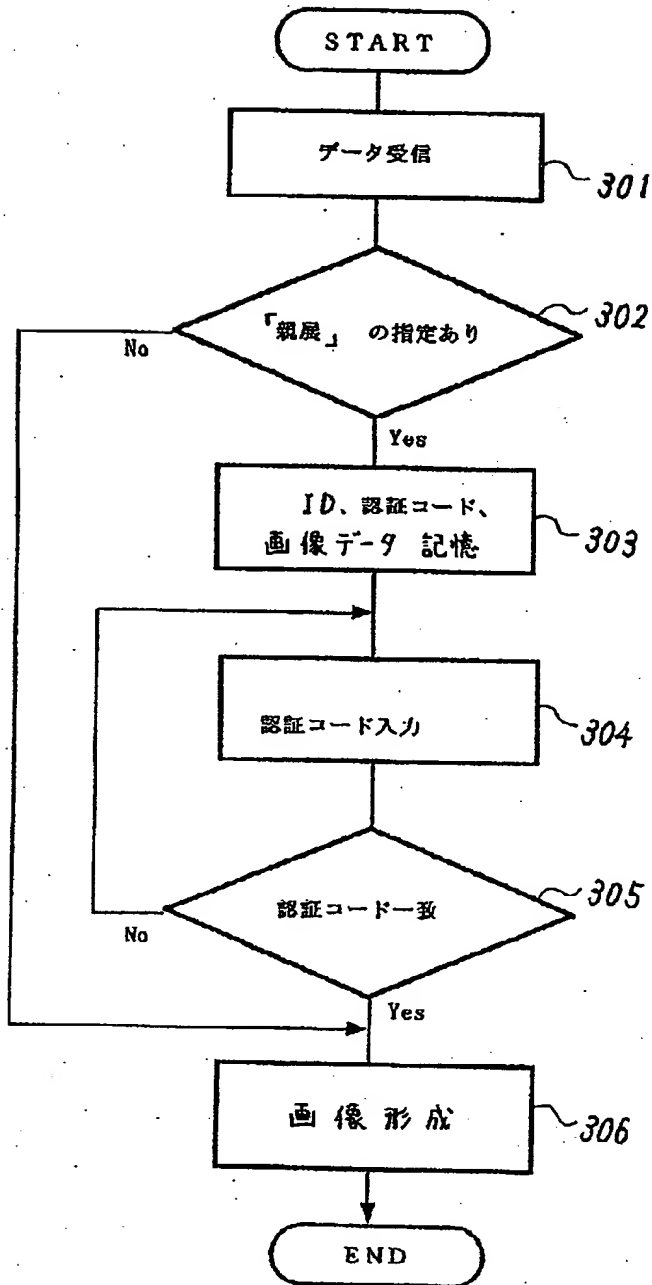 START
データ受信
301
「親展」 の指定あり
302
No
Yes
ID、認証コード、
画像データ 記憶
303
認証コード入力
304
認証コード一致
305
No
Yes
画像形成
306
END